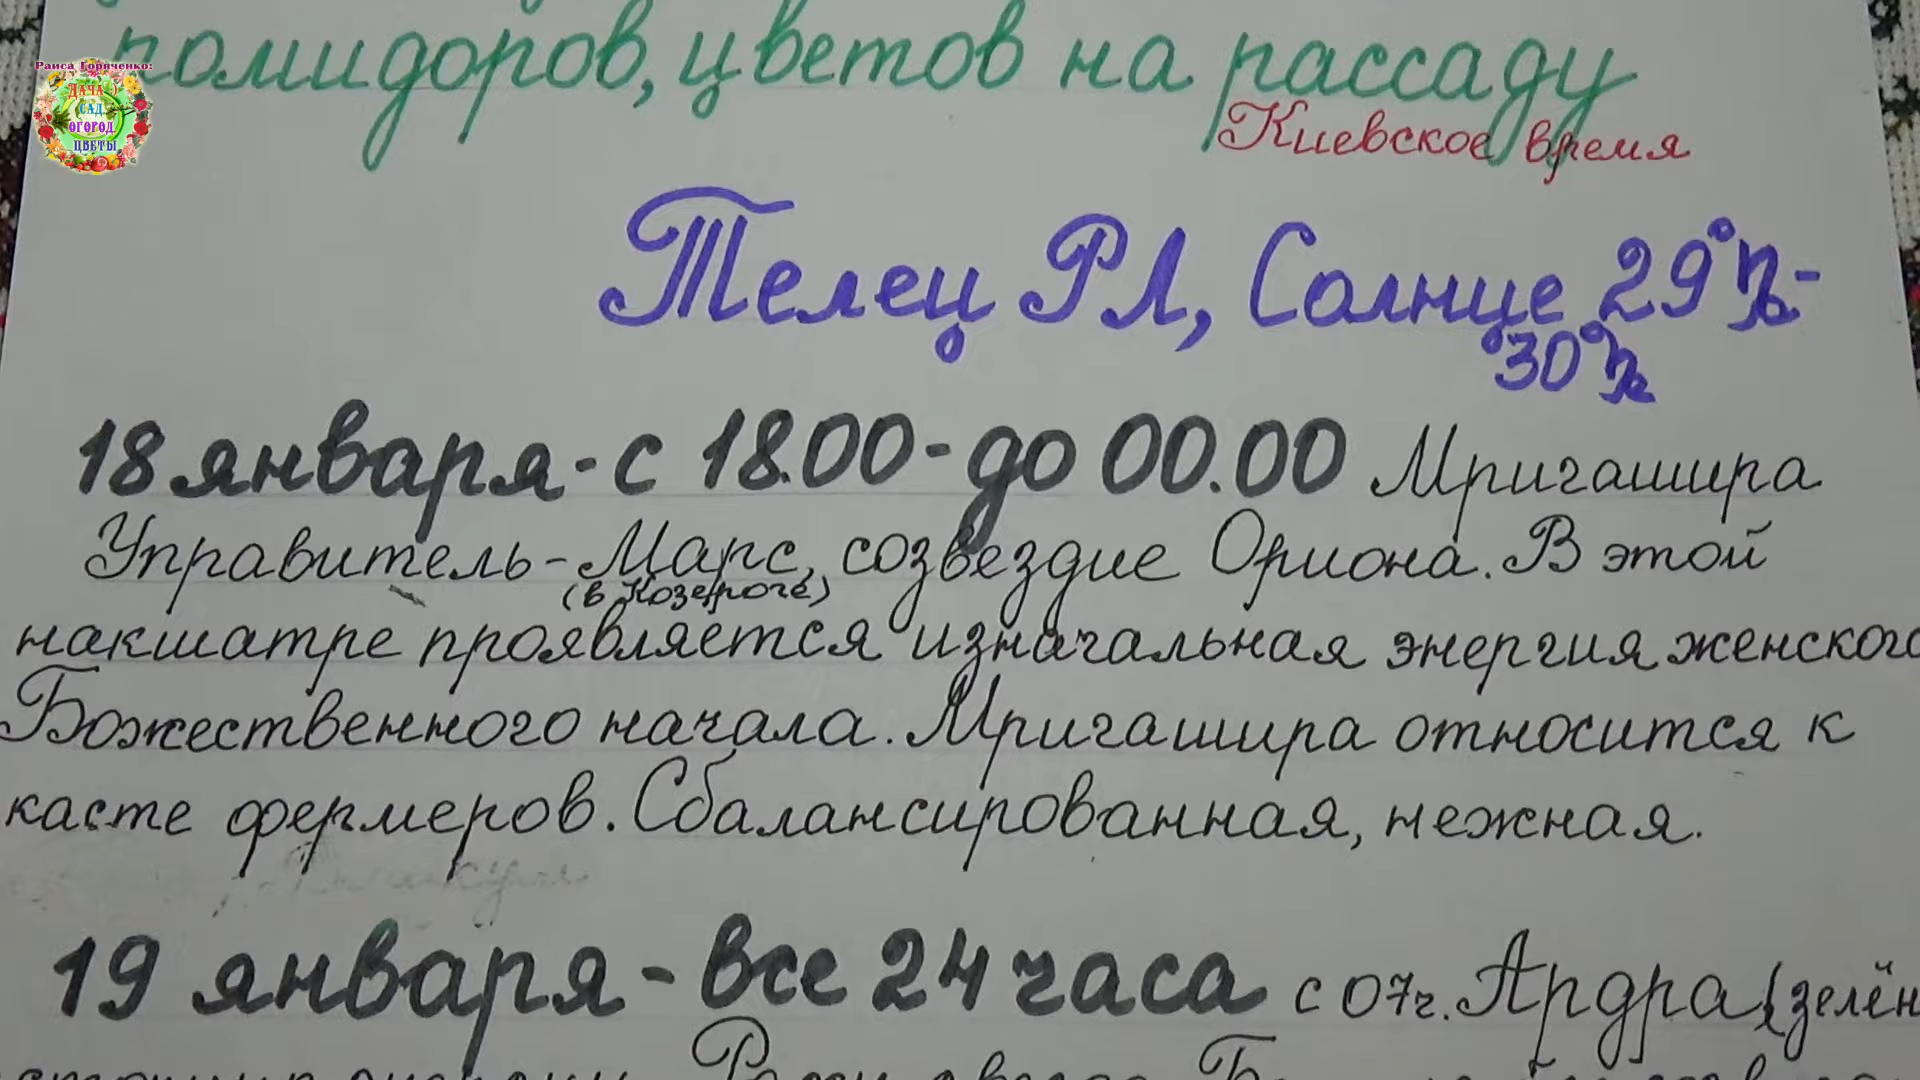 помидоров, цветов на рассаду
Киевское время
Раиса Горяченко:
ДАЧА
САД
ОГОРОД
ЦВЕТЫ
Телец РЛ, Солнце 29°♑-
30°♑
18 января - с 18.00 - до 00.00 Мригашира
Управитель - Марс, созвездие Ориона. В этой
(в Козероге)
накшатре проявляется изначальная энергия женского
Божественного начала. Мригашира относится к
касте фермеров. Сбалансированная, нежная.
19 января - все 24 часа с 07ч. Ардра (зелён